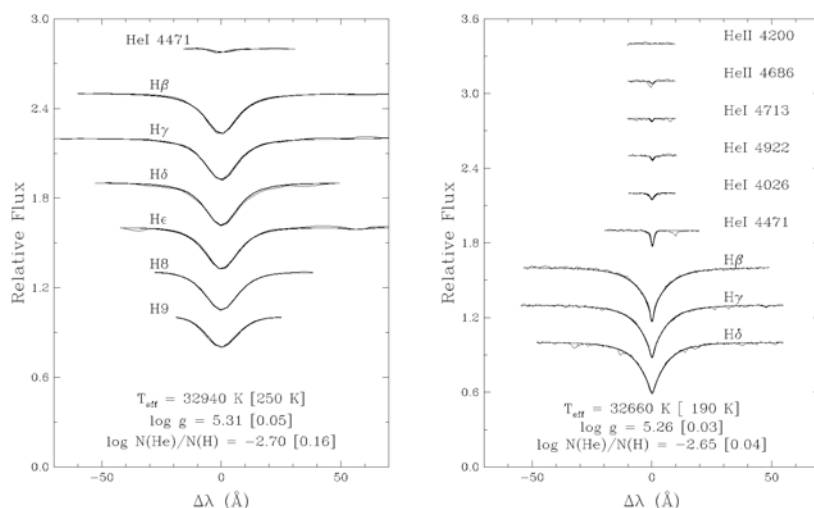 3.0
2.4
1.8
1.2
0.6
0.0
Relative Flux
HeI 4471
Hβ
Hγ
Hδ
Hϵ
H8
H9
T_eff = 32940 K [250 K]
log g = 5.31 [0.05]
log N(He)/N(H) = −2.70 [0.16]
−50
0
50
Δλ (Å)
3.6
3.0
2.4
1.8
1.2
0.6
0.0
Relative Flux
HeII 4200
HeII 4686
HeI 4713
HeI 4922
HeI 4026
HeI 4471
Hβ
Hγ
Hδ
T_eff = 32660 K [ 190 K]
log g = 5.26 [0.03]
log N(He)/N(H) = −2.65 [0.04]
−50
0
50
Δλ (Å)